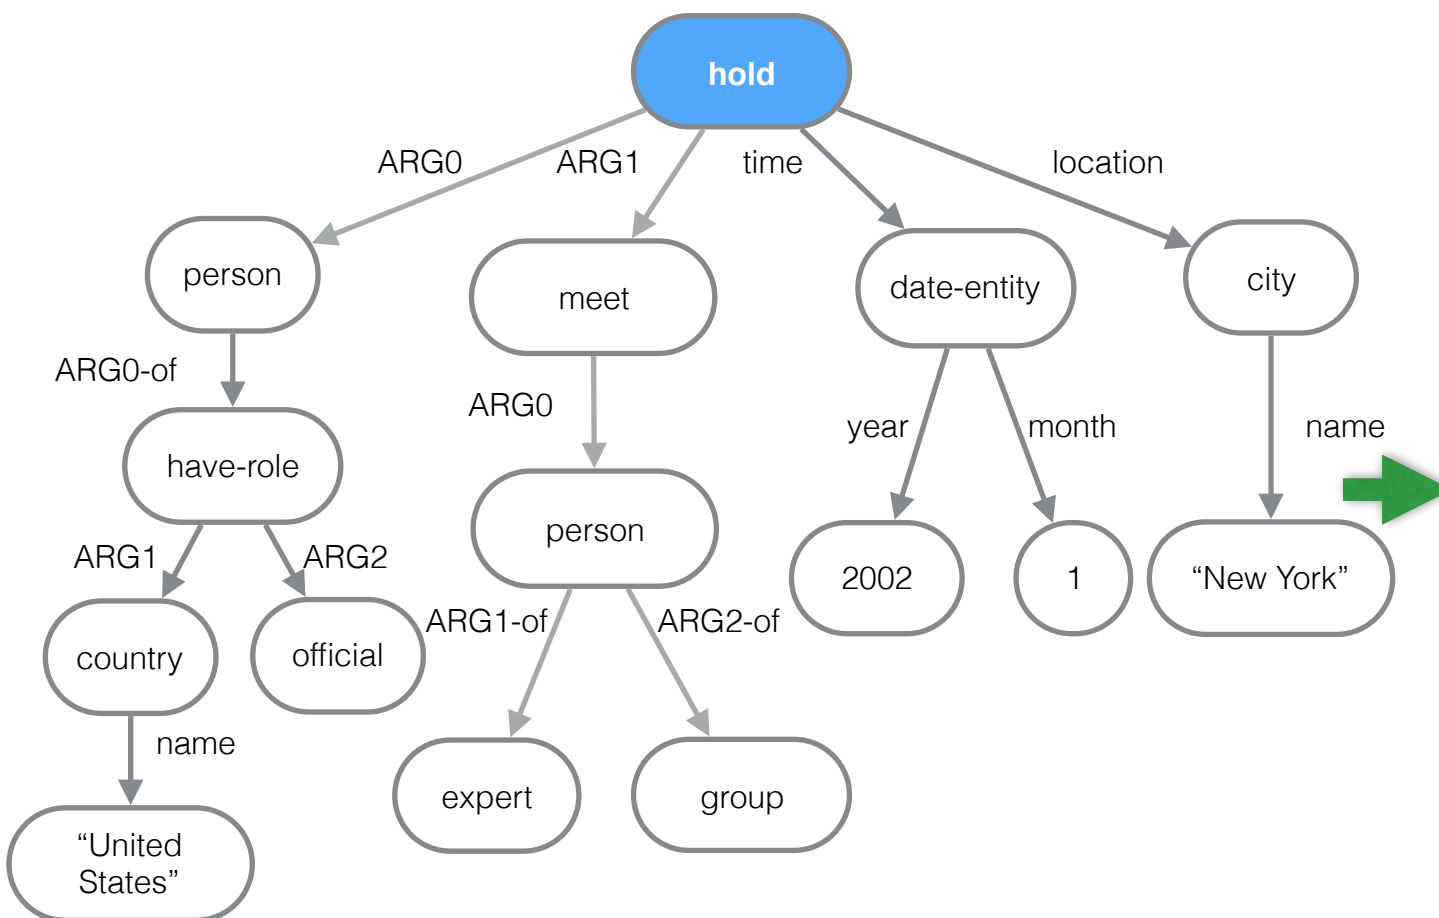 hold
ARG0
ARG1
time
location
person
meet
date-entity
city
ARG0-of
ARG0
year
month
name
have-role
person
ARG1
ARG2
2002
1
“New York”
ARG1-of
ARG2-of
country
official
name
expert
group
“United
States”